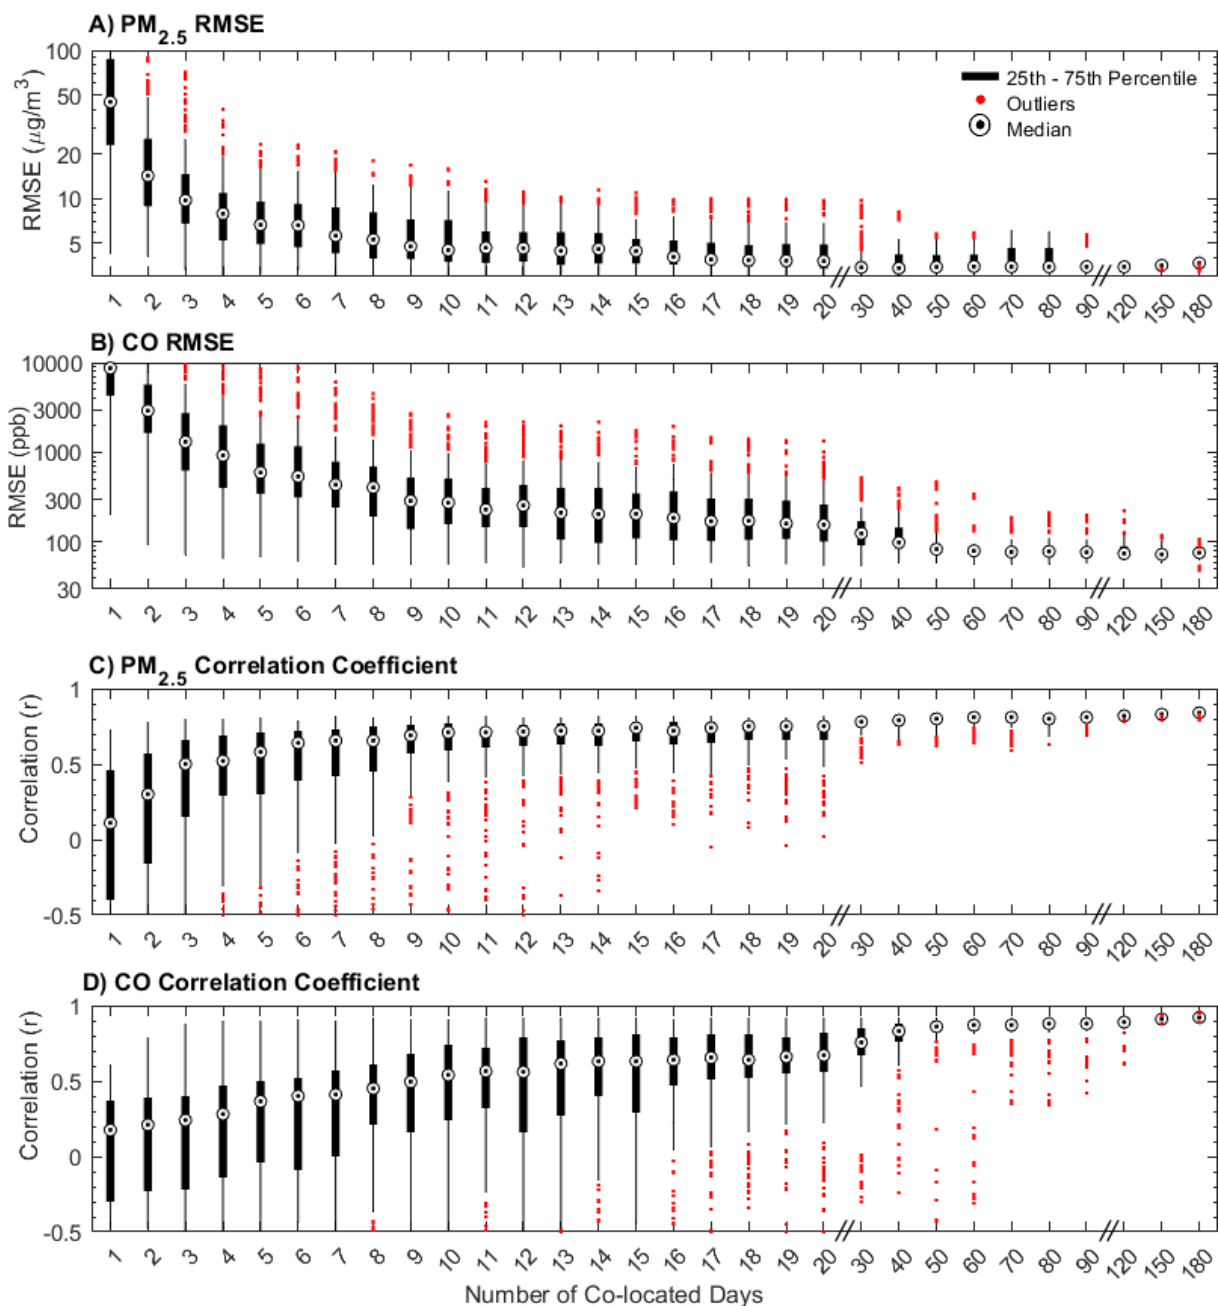 A) PM2.5 RMSE
100
50
20
10
5
RMSE (μg/m³)
25th - 75th Percentile
Outliers
Median
1 2 3 4 5 6 7 8 9 10 11 12 13 14 15 16 17 18 19 20 // 30 40 50 60 70 80 90 // 120 150 180
B) CO RMSE
10000
3000
1000
300
100
30
RMSE (ppb)
1 2 3 4 5 6 7 8 9 10 11 12 13 14 15 16 17 18 19 20 // 30 40 50 60 70 80 90 // 120 150 180
C) PM2.5 Correlation Coefficient
1
0.5
0
-0.5
Correlation (r)
1 2 3 4 5 6 7 8 9 10 11 12 13 14 15 16 17 18 19 20 // 30 40 50 60 70 80 90 // 120 150 180
D) CO Correlation Coefficient
1
0.5
0
-0.5
Correlation (r)
1 2 3 4 5 6 7 8 9 10 11 12 13 14 15 16 17 18 19 20 // 30 40 50 60 70 80 90 // 120 150 180
Number of Co-located Days